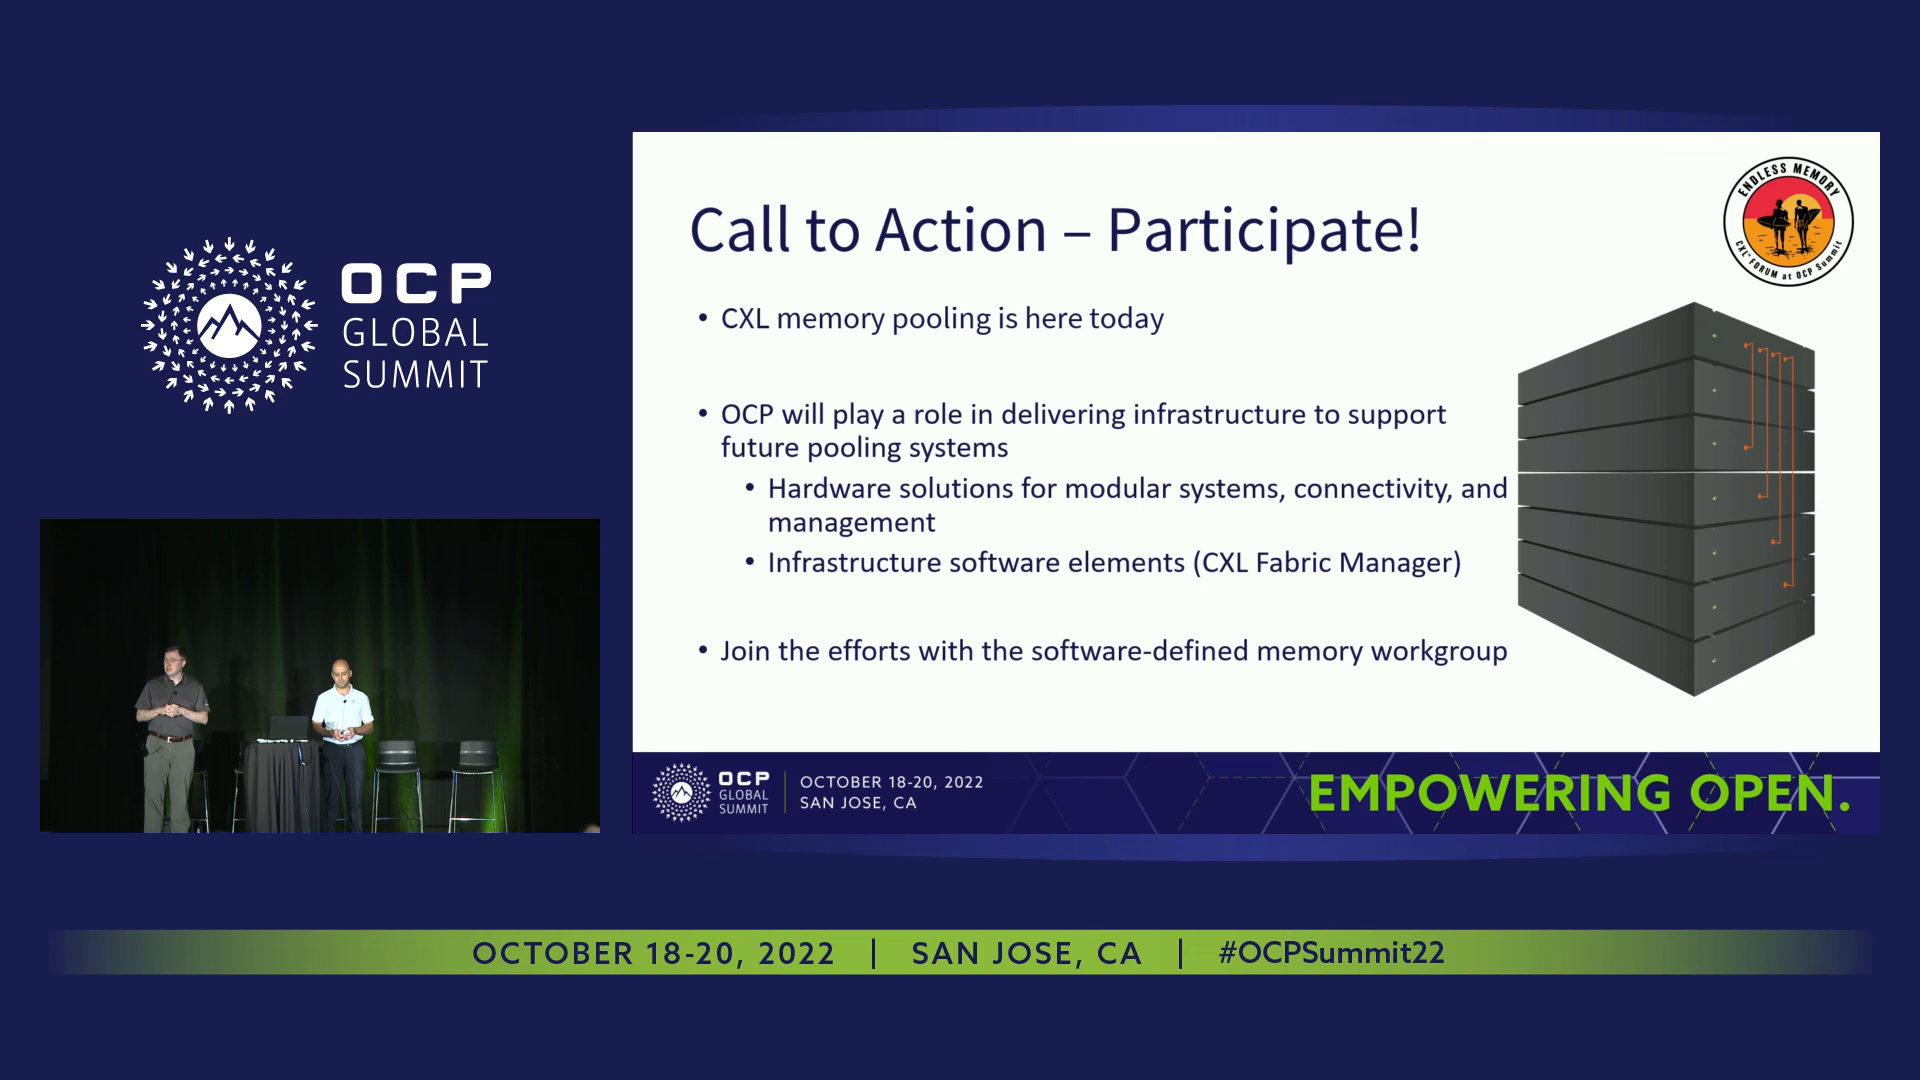 OCP
GLOBAL
SUMMIT
Call to Action – Participate!
ENDLESS MEMORY
CXL™ FORUM at OCP Summit
• CXL memory pooling is here today
• OCP will play a role in delivering infrastructure to support
future pooling systems
• Hardware solutions for modular systems, connectivity, and
management
• Infrastructure software elements (CXL Fabric Manager)
• Join the efforts with the software-defined memory workgroup
OCP
GLOBAL
SUMMIT
OCTOBER 18-20, 2022
SAN JOSE, CA
EMPOWERING OPEN.
OCTOBER 18-20, 2022 | SAN JOSE, CA | #OCPSummit22